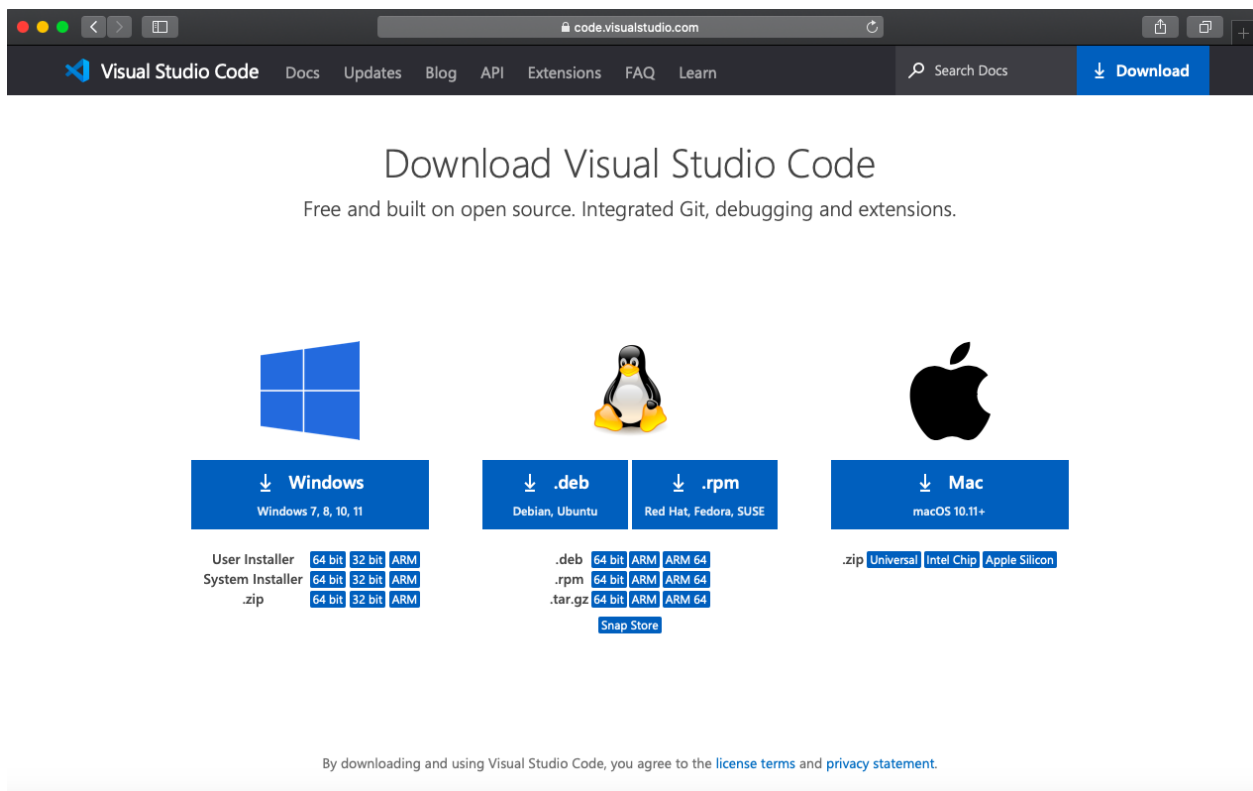 code.visualstudio.com
Visual Studio Code Docs Updates Blog API Extensions FAQ Learn Search Docs Download
Download Visual Studio Code
Free and built on open source. Integrated Git, debugging and extensions.
Windows
Windows 7, 8, 10, 11
User Installer 64 bit 32 bit ARM
System Installer 64 bit 32 bit ARM
.zip 64 bit 32 bit ARM
.deb
Debian, Ubuntu
.rpm
Red Hat, Fedora, SUSE
.deb 64 bit ARM ARM 64
.rpm 64 bit ARM ARM 64
.tar.gz 64 bit ARM ARM 64
Snap Store
Mac
macOS 10.11+
.zip Universal Intel Chip Apple Silicon
By downloading and using Visual Studio Code, you agree to the license terms and privacy statement.